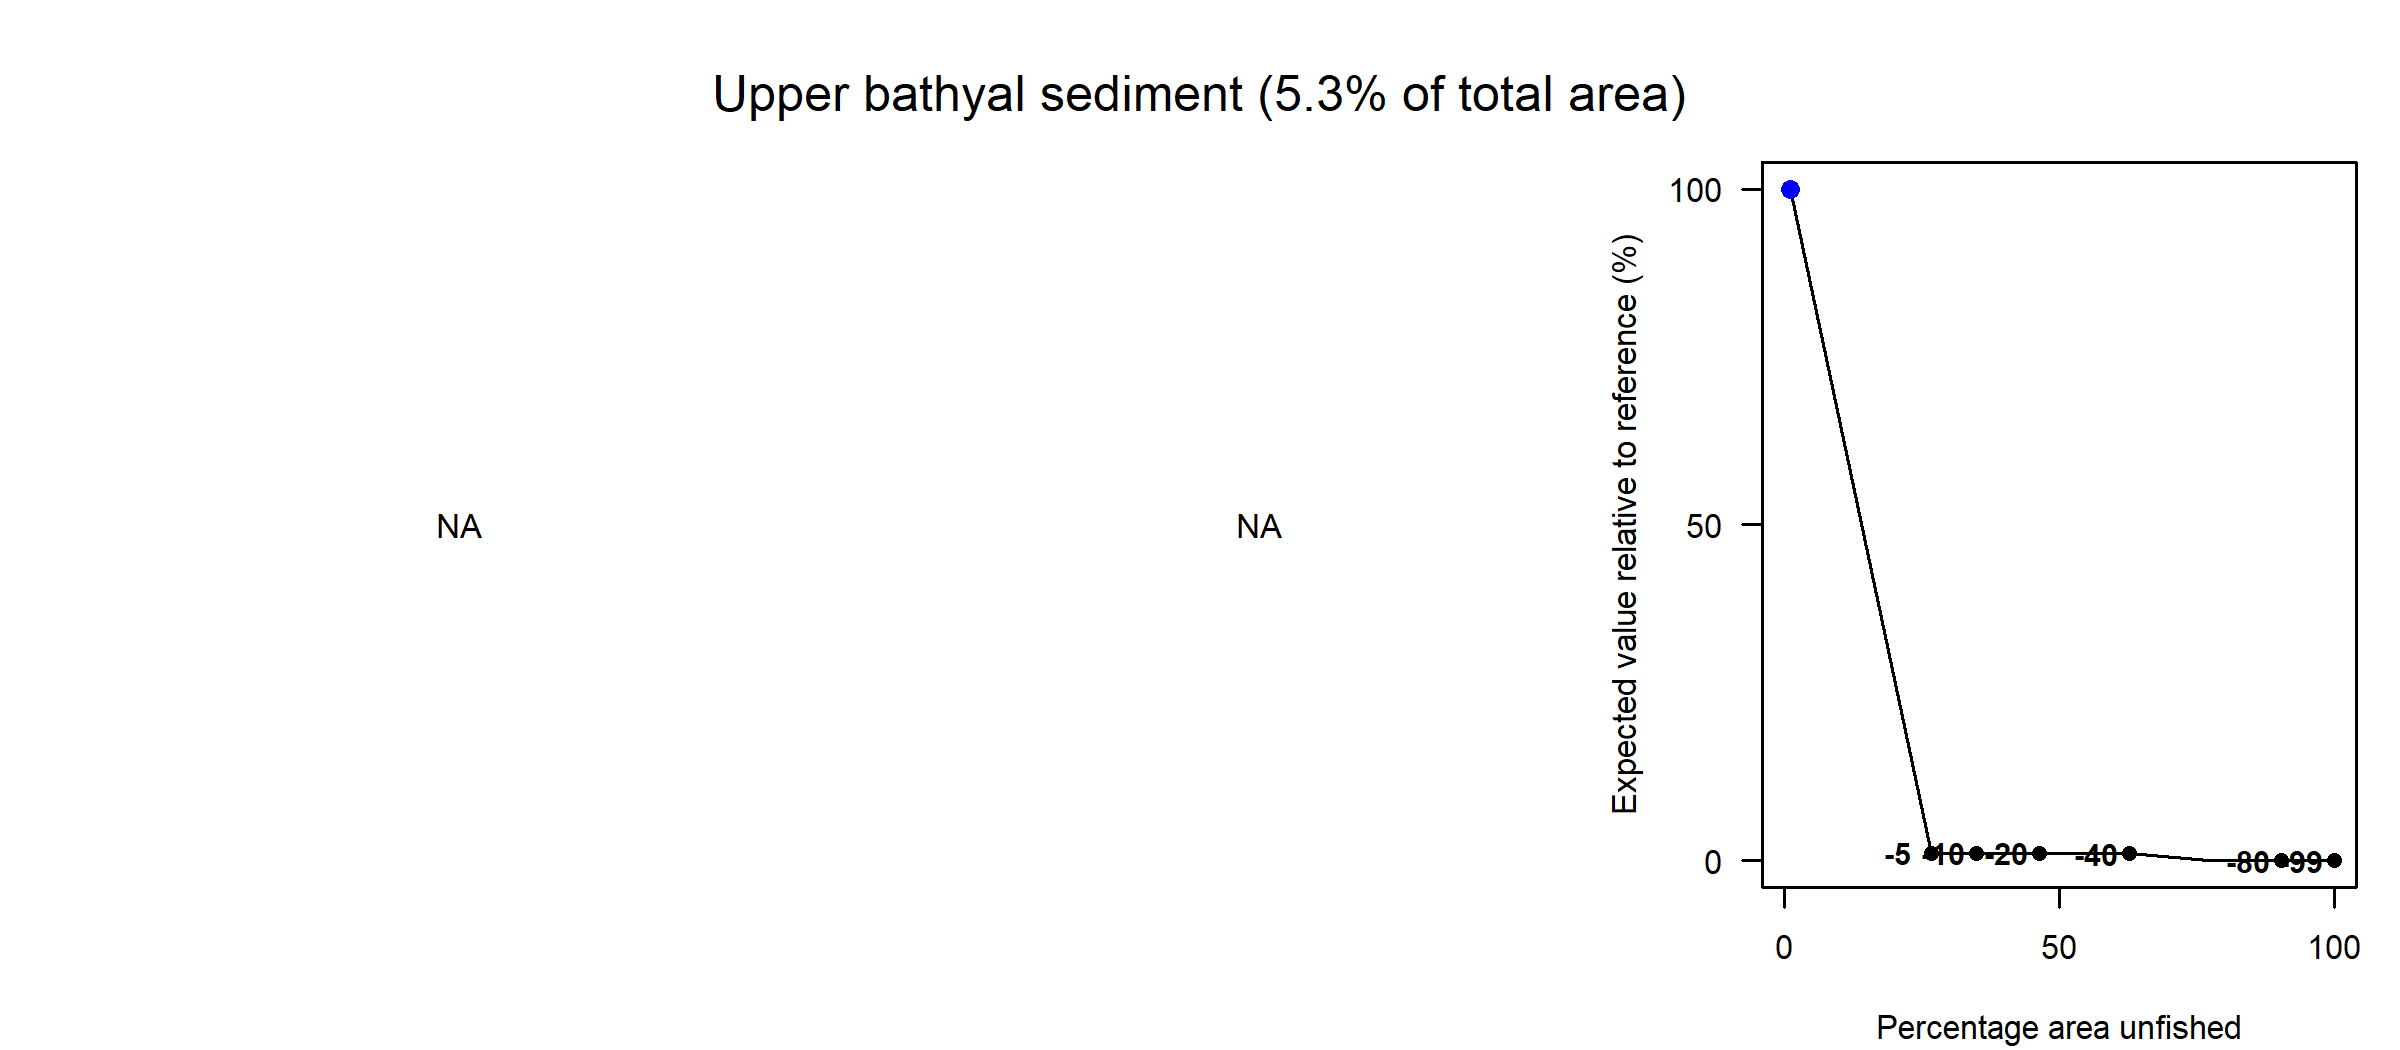 Upper bathyal sediment (5.3% of total area)
NA
NA
Expected value relative to reference (%)
100
50
0
-5
-10
-20
-40
-80
-99
0
50
100
Percentage area unfished